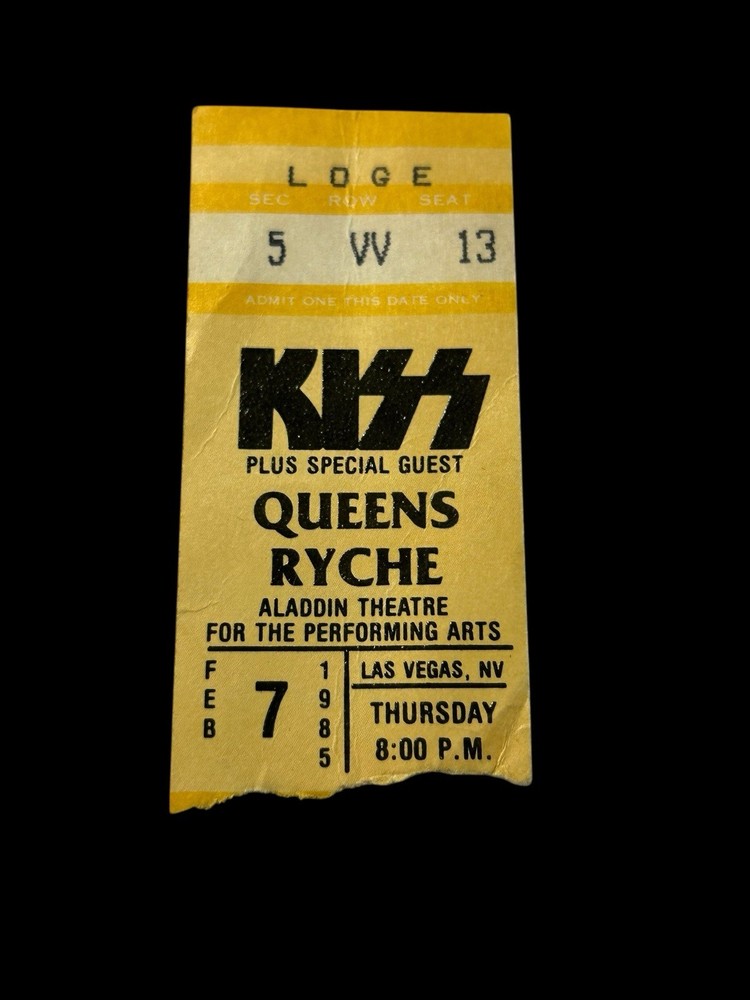 LOGE
SEC ROW SEAT
5 VV 13
ADMIT ONE THIS DATE ONLY
KISS
PLUS SPECIAL GUEST
QUEENS
RYCHE
ALADDIN THEATRE
FOR THE PERFORMING ARTS
FEB 7 1985
LAS VEGAS, NV
THURSDAY
8:00 P.M.